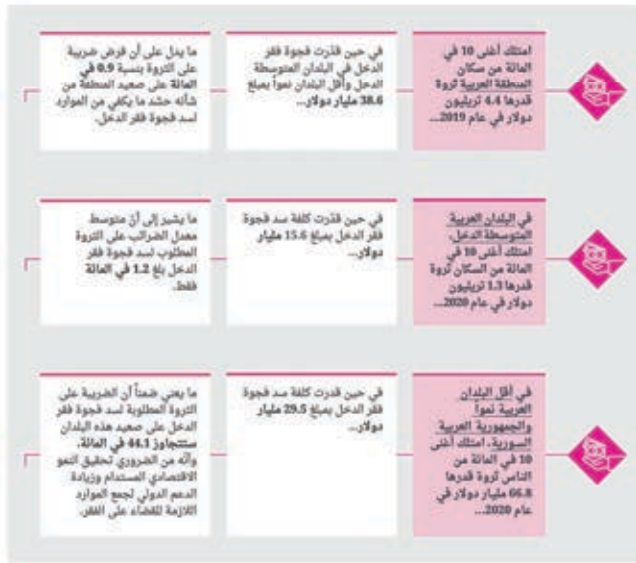 امتلك أغنى 10 في
المائة من سكان
المنطقة العربية ثروة
قدرها 4.4 تريليون
دولار في عام 2019...
في حين قدّرت فجوة فقر
الدخل في البلدان المتوسطة
الدخل وأقل البلدان نمواً بمبلغ
38.6 مليار دولار...
ما يدل على أن فرض ضريبة
على الثروة بنسبة 0.9 في
المائة على صعيد المنطقة من
شأنه حشد ما يكفي من الموارد
لسد فجوة فقر الدخل.
في البلدان العربية
المتوسطة الدخل،
امتلك أغنى 10 في
المائة من السكان ثروة
قدرها 1.3 تريليون
دولار في عام 2020...
في حين قدّرت كلفة سد فجوة
فقر الدخل بمبلغ 15.6 مليار
دولار...
ما يشير إلى أنّ متوسط
معدل الضرائب على الثروة
المطلوب لسد فجوة فقر
الدخل بلغ 1.2 في المائة
فقط.
في أقل البلدان
العربية نمواً
والجمهورية العربية
السورية، امتلك أغنى
10 في المائة من
الناس ثروة قدرها
66.8 مليار دولار في
عام 2020...
في حين قدرت كلفة سد فجوة
فقر الدخل بمبلغ 29.5 مليار
دولار...
ما يعني ضمناً أن الضريبة على
الثروة المطلوبة لسد فجوة فقر
الدخل على صعيد هذه البلدان
ستتجاوز 44.1 في المائة،
وأنّه من الضروري تحقيق النمو
الاقتصادي المستدام وزيادة
الدعم الدولي لجمع الموارد
اللازمة للقضاء على الفقر.